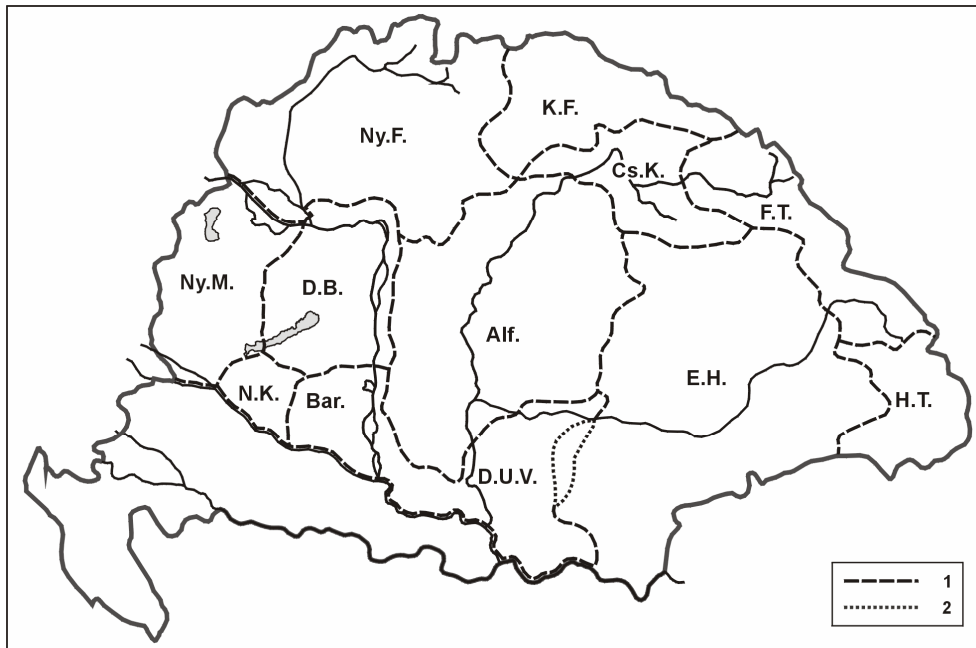 K.F.
Ny.F.
Cs.K.
F.T.
Ny.M.
D.B.
Alf.
E.H.
N.K.
Bar.
H.T.
D.U.V.
1
2